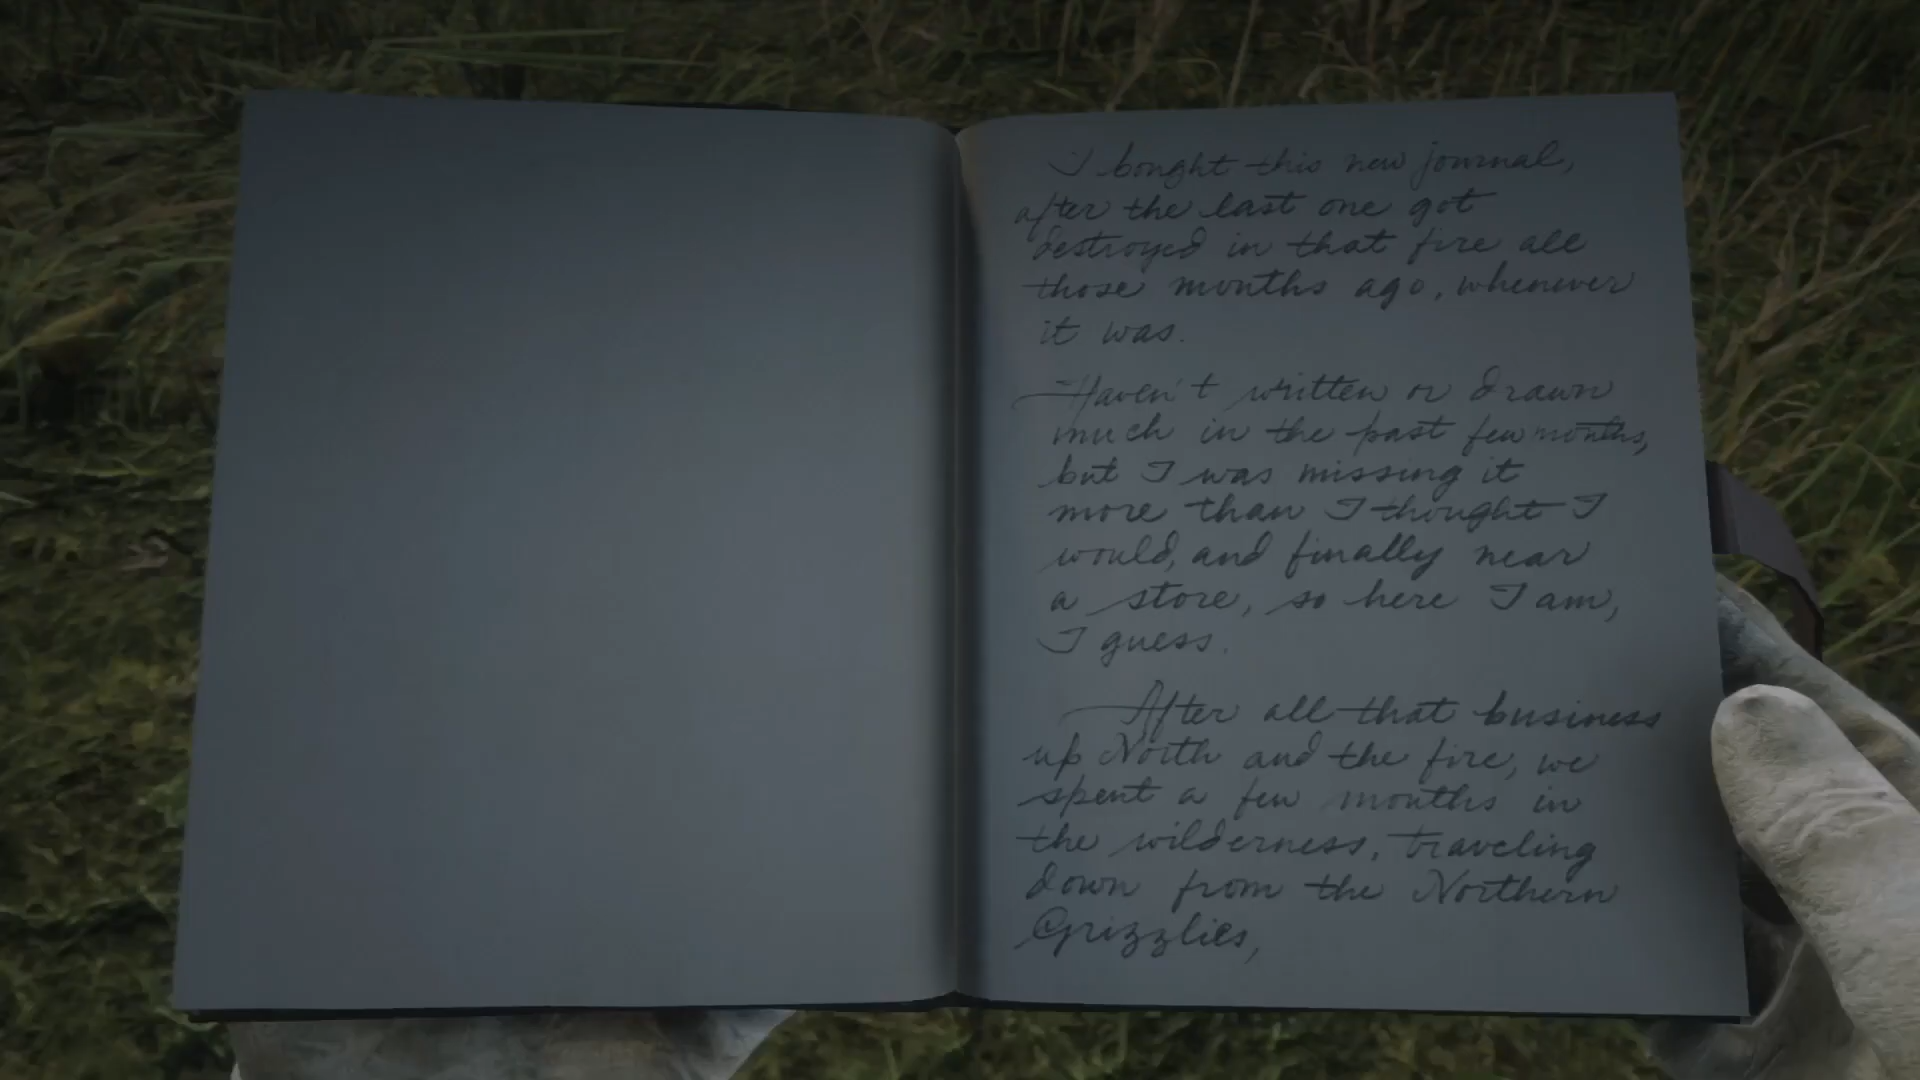 I bought this new journal,
after the last one got
destroyed in that fire all
those months ago, whenever
it was.
Haven't written or drawn
much in the past few months,
but I was missing it
more than I thought I
would, and finally near
a store, so here I am,
I guess.
After all that business
up North and the fire, we
spent a few months in
the wilderness, traveling
down from the Northern
Grizzlies,